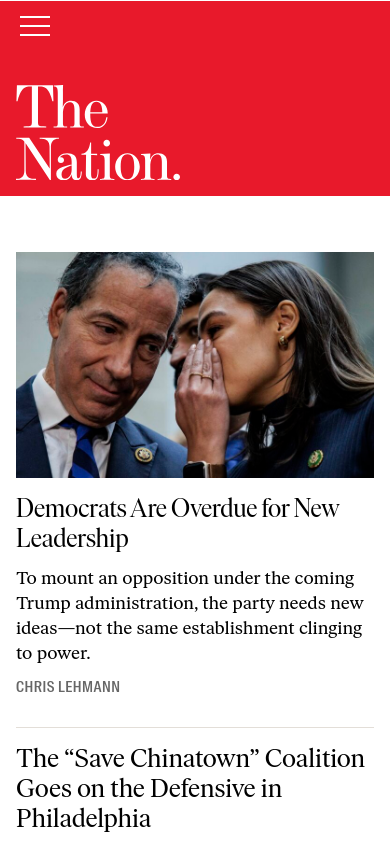 The
Nation.
Democrats Are Overdue for New
Leadership
To mount an opposition under the coming
Trump administration, the party needs new
ideas—not the same establishment clinging
to power.
CHRIS LEHMANN
The “Save Chinatown” Coalition
Goes on the Defensive in
Philadelphia